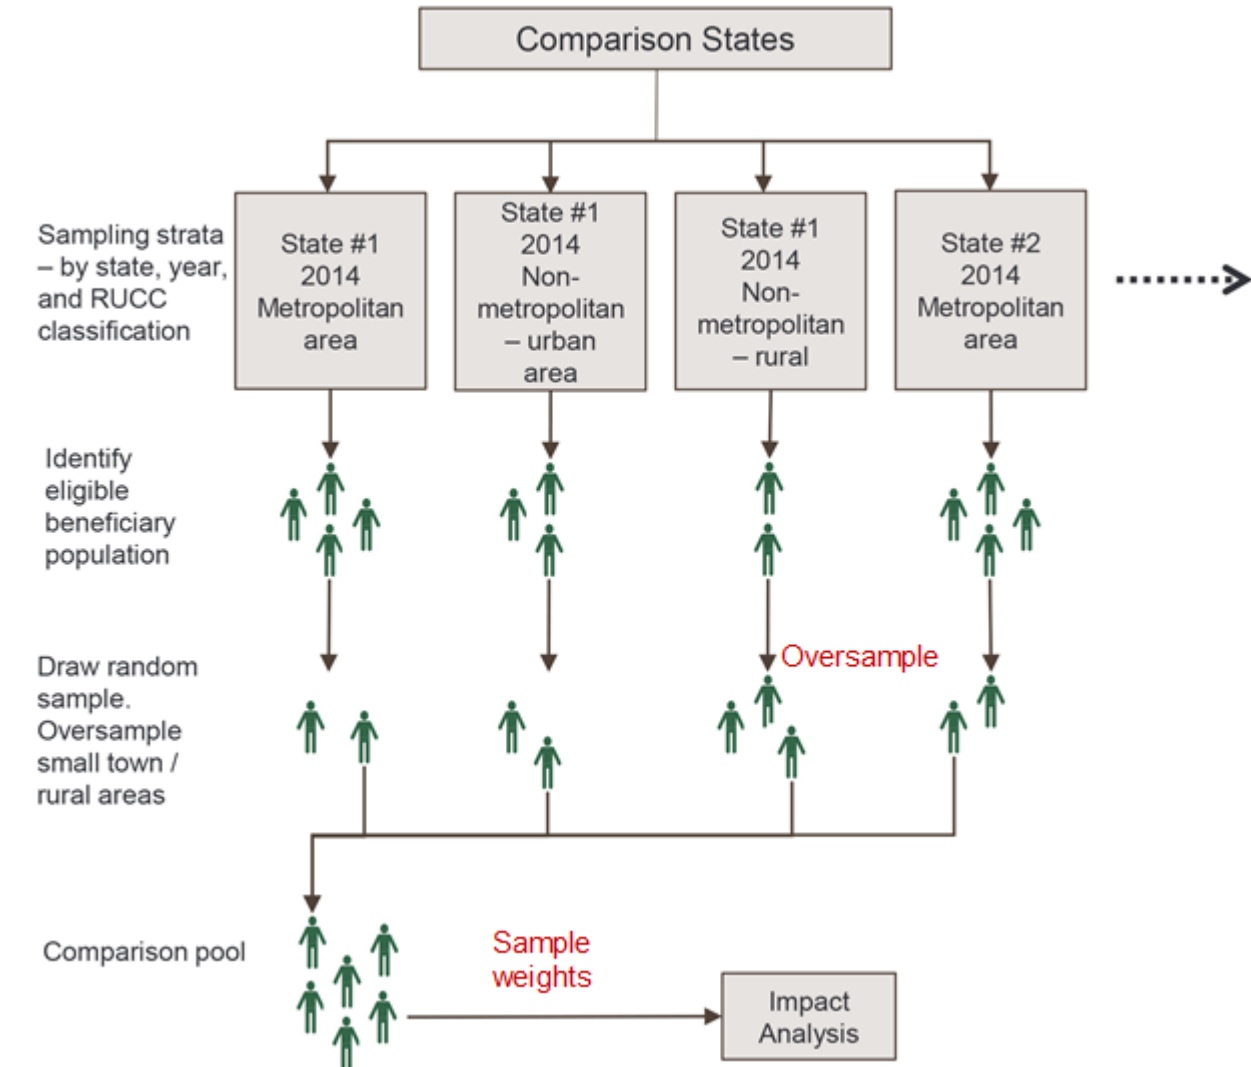 Comparison States
Sampling strata
– by state, year,
and RUCC
classification
State #1
2014
Metropolitan
area
State #1
2014
Non-
metropolitan
– urban
area
State #1
2014
Non-
metropolitan
– rural
State #2
2014
Metropolitan
area
Identify
eligible
beneficiary
population
Draw random
sample.
Oversample
small town /
rural areas
Oversample
Comparison pool
Sample
weights
Impact
Analysis